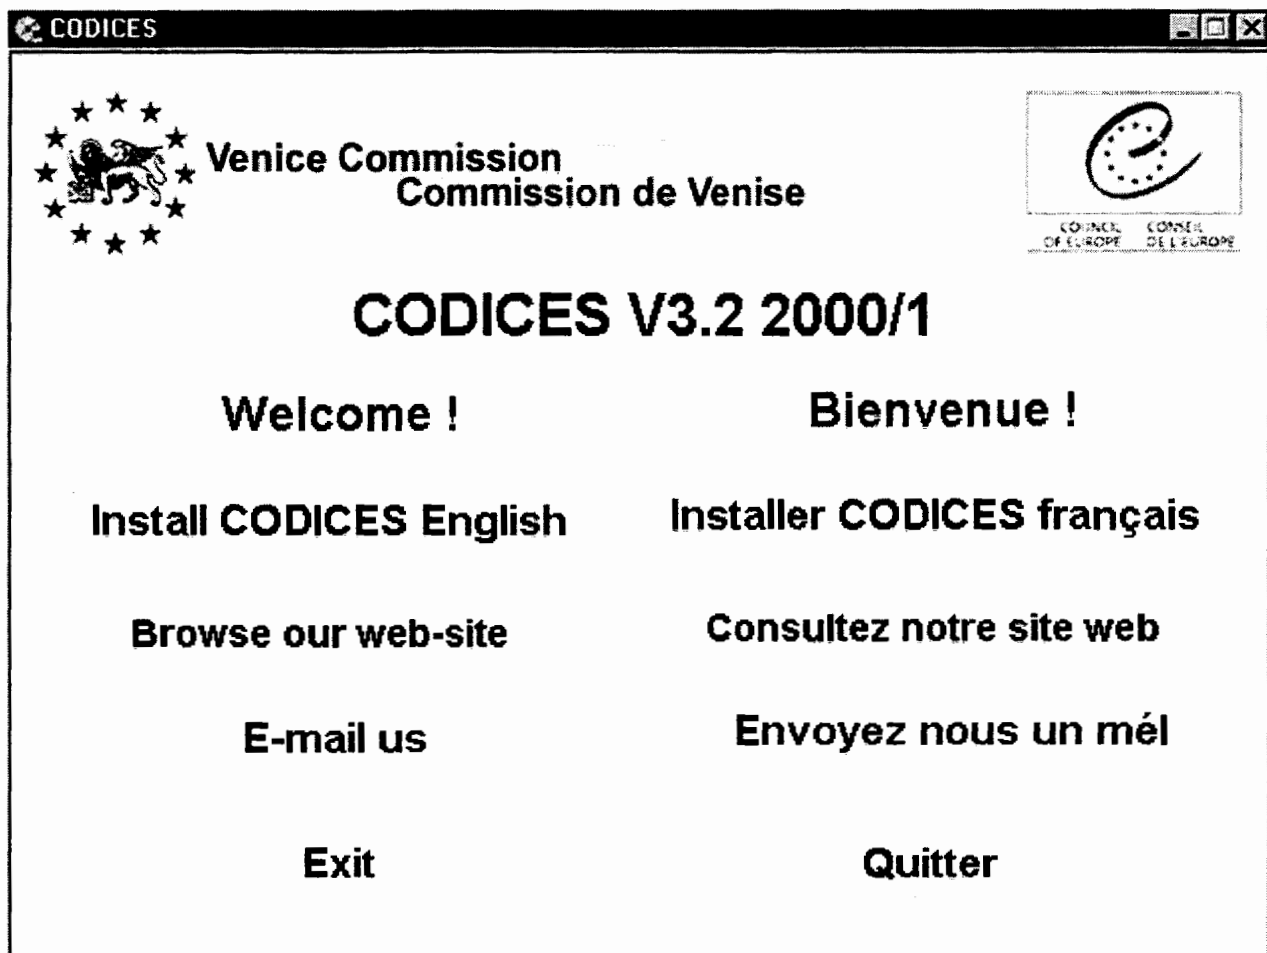 CODICES
Venice Commission
Commission de Venise
COUNCIL OF EUROPE
CONSEIL DE L'EUROPE
CODICES V3.2 2000/1
Welcome !
Bienvenue !
Install CODICES English
Installer CODICES français
Browse our web-site
Consultez notre site web
E-mail us
Envoyez nous un mél
Exit
Quitter